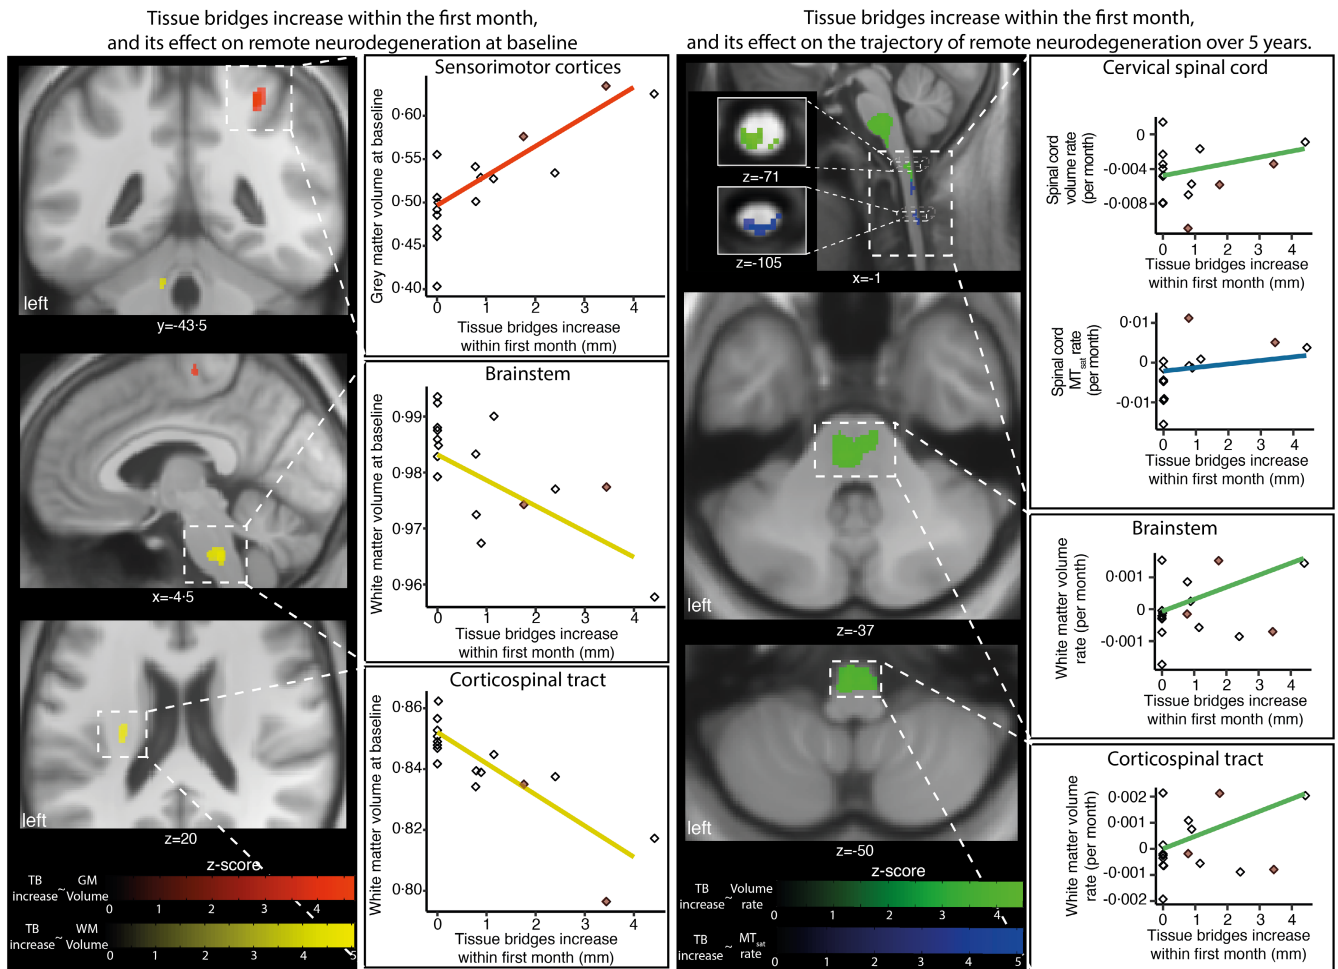 Tissue bridges increase within the first month,
and its effect on remote neurodegeneration at baseline
left
y=-43·5
x=-4·5
left
z=20
z-score
TB increase ~ GM Volume
0 1 2 3 4
TB increase ~ WM Volume
0 1 2 3 4 5
Sensorimotor cortices
Grey matter volume at baseline
0·60
0·55
0·50
0·45
0·40
0 1 2 3 4
Tissue bridges increase
within first month (mm)
Brainstem
White matter volume at baseline
0·99
0·98
0·97
0·96
0 1 2 3 4
Tissue bridges increase
within first month (mm)
Corticospinal tract
White matter volume at baseline
0·86
0·84
0·82
0·80
0 1 2 3 4
Tissue bridges increase
within first month (mm)
Tissue bridges increase within the first month,
and its effect on the trajectory of remote neurodegeneration over 5 years.
z=-71
z=-105
x=-1
left
z=-37
left
z=-50
z-score
TB increase ~ Volume rate
0 1 2 3 4
TB increase ~ MTsat rate
0 1 2 3 4 5
Cervical spinal cord
Spinal cord
volume rate
(per month)
0
-0·004
-0·008
0 1 2 3 4
Tissue bridges increase
within first month (mm)
Spinal cord
MTsat rate
(per month)
0·01
0
-0·01
0 1 2 3 4
Tissue bridges increase
within first month (mm)
Brainstem
White matter volume
rate (per month)
0·001
0
-0·001
0 1 2 3 4
Tissue bridges increase
within first month (mm)
Corticospinal tract
White matter volume
rate (per month)
0·002
0·001
0
-0·001
-0·002
0 1 2 3 4
Tissue bridges increase
within first month (mm)